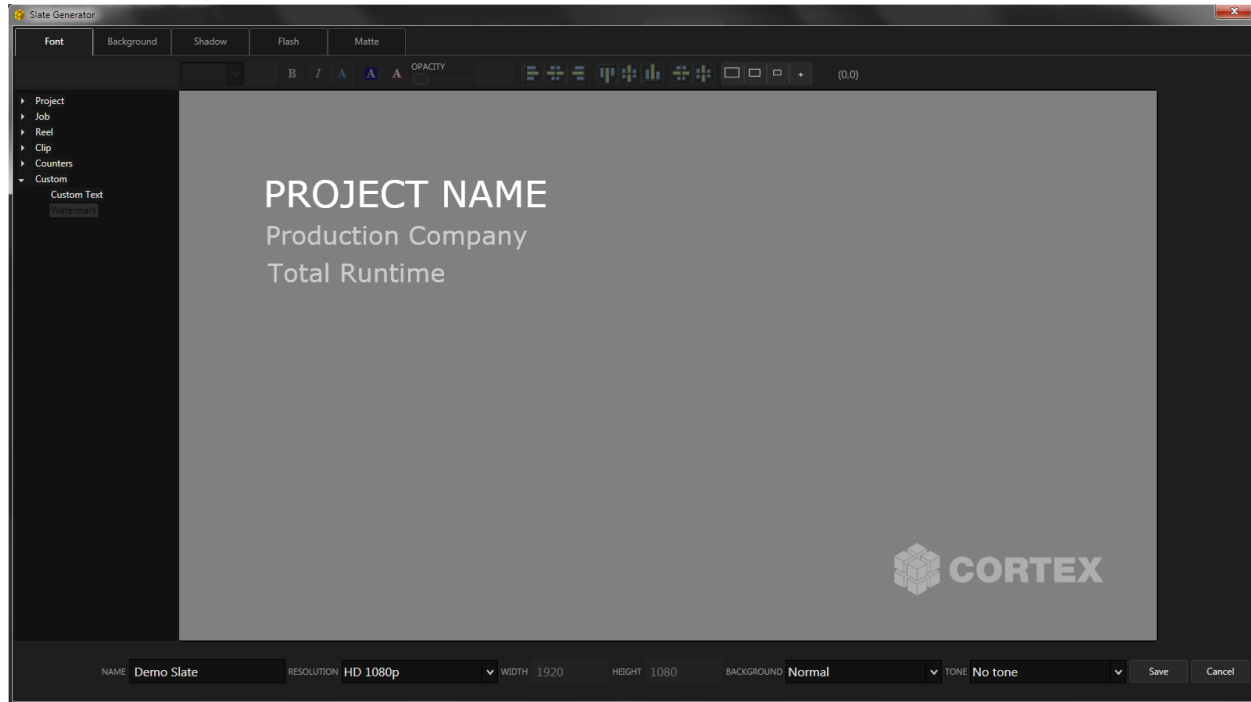 Slate Generator
Font Background Shadow Flash Matte
B I A A A OPACITY (0,0)
Project
Job
Reel
Clip
Counters
Custom
Custom Text
Watermark
PROJECT NAME
Production Company
Total Runtime
CORTEX
NAME Demo Slate RESOLUTION HD 1080p WIDTH 1920 HEIGHT 1080 BACKGROUND Normal TONE No tone Save Cancel